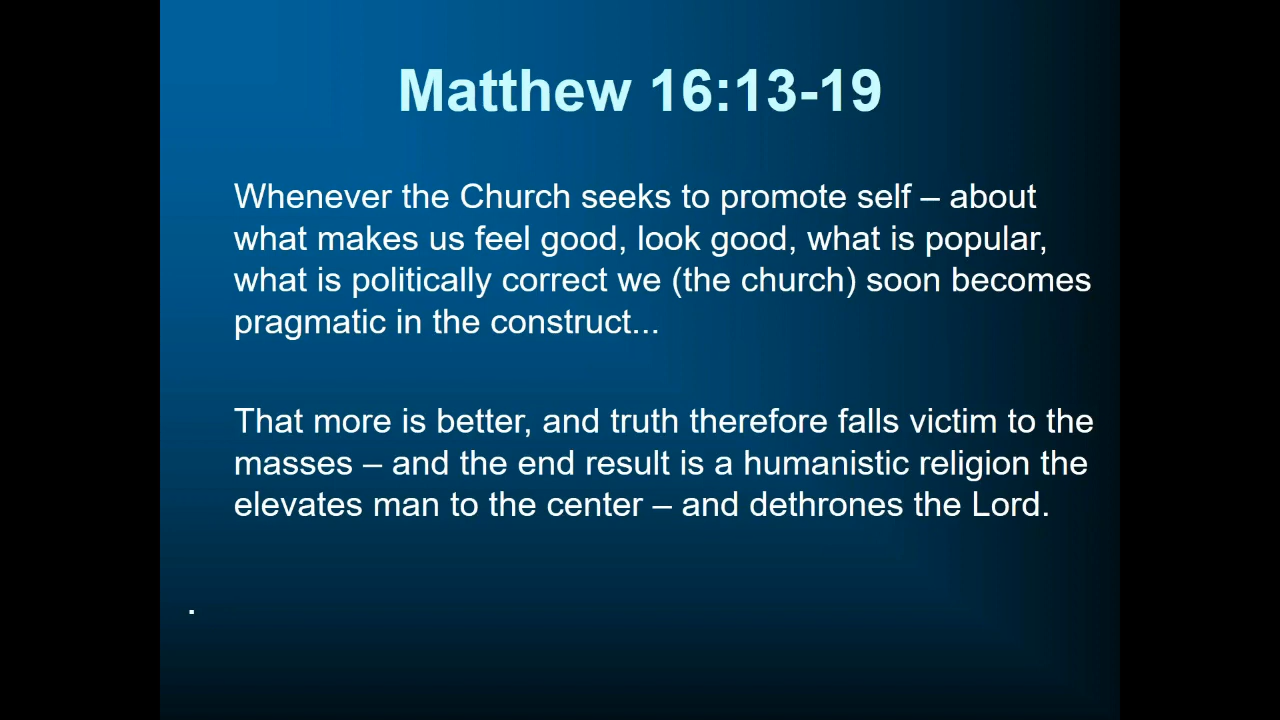 Matthew 16:13-19
Whenever the Church seeks to promote self – about
what makes us feel good, look good, what is popular,
what is politically correct we (the church) soon becomes
pragmatic in the construct...
That more is better, and truth therefore falls victim to the
masses – and the end result is a humanistic religion the
elevates man to the center – and dethrones the Lord.
.